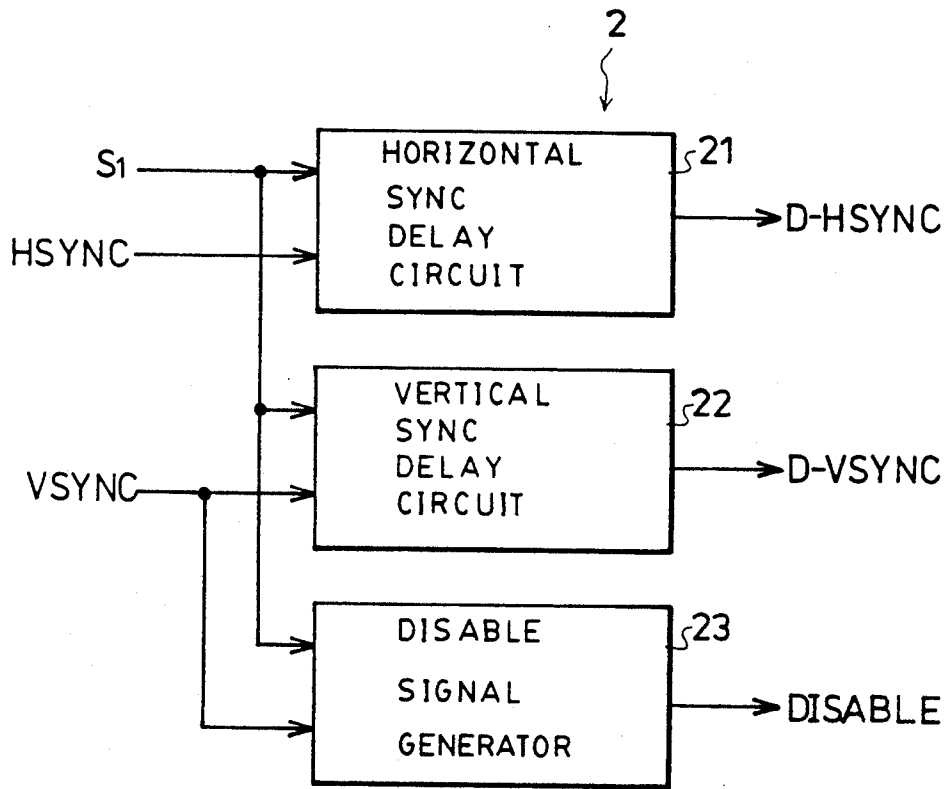 2
S1
HSYNC
HORIZONTAL
SYNC
DELAY
CIRCUIT
21
D-HSYNC
VSYNC
VERTICAL
SYNC
DELAY
CIRCUIT
22
D-VSYNC
DISABLE
SIGNAL
GENERATOR
23
DISABLE